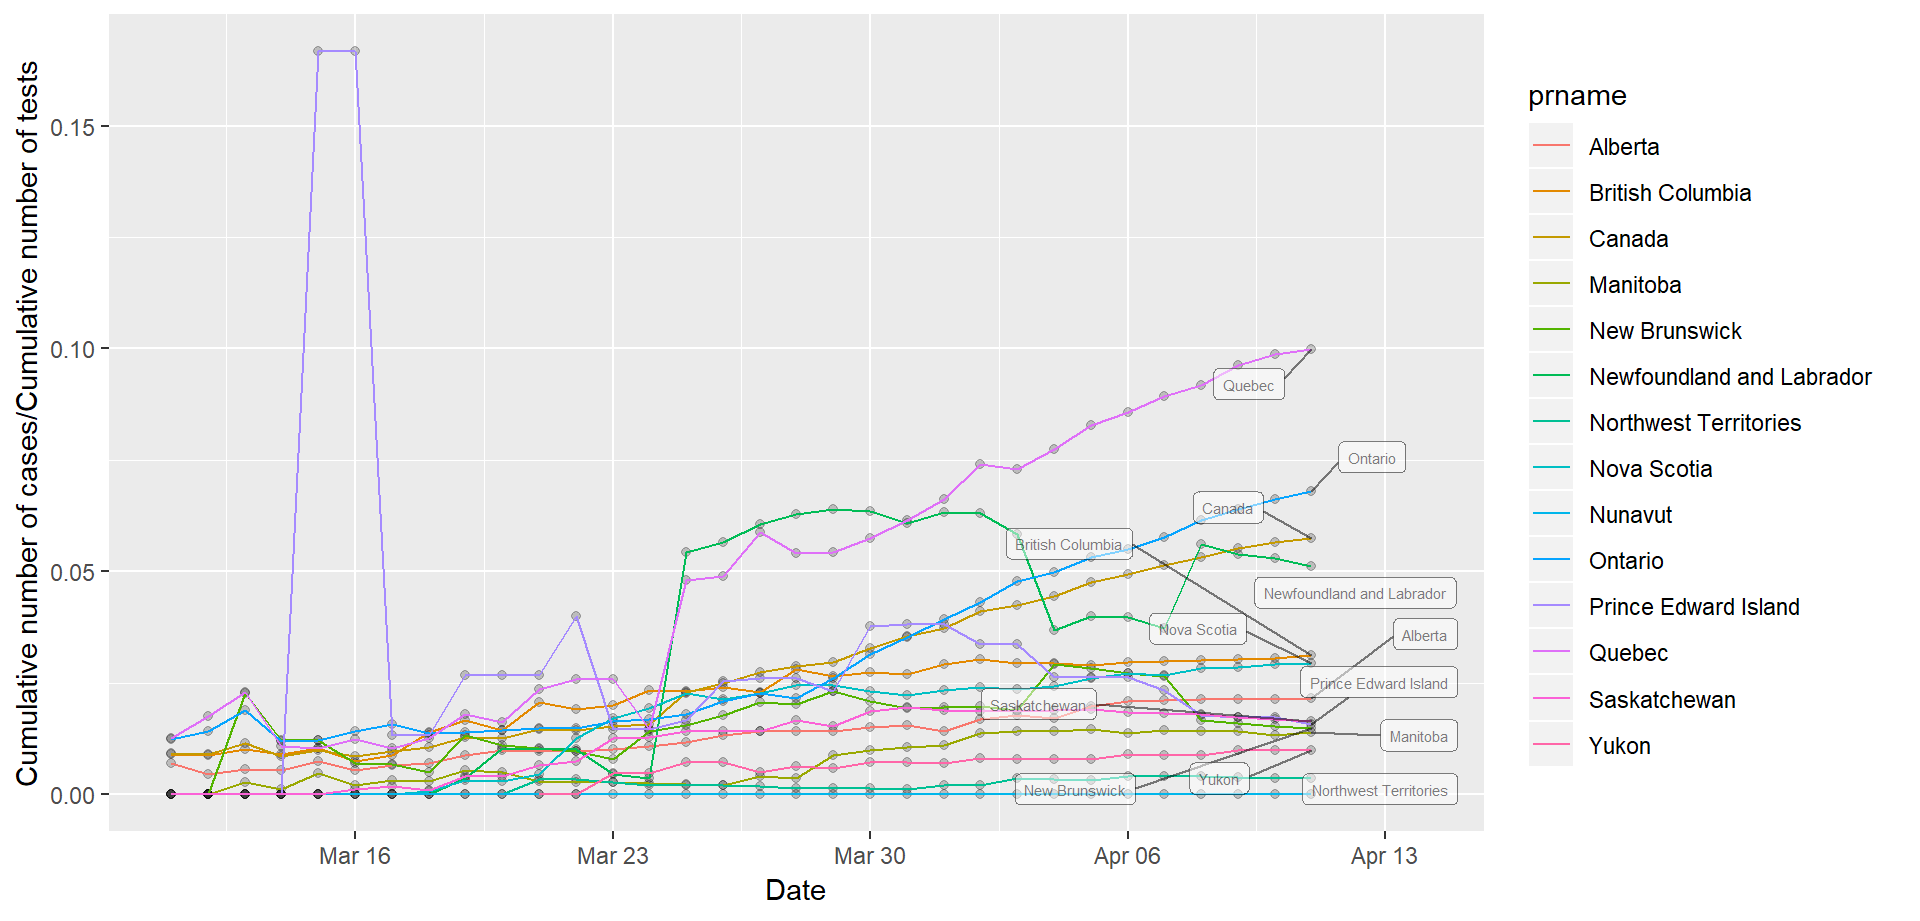 Cumulative number of cases/Cumulative number of tests
0.15
0.10
0.05
0.00
Quebec
Ontario
Canada
British Columbia
Newfoundland and Labrador
Nova Scotia
Alberta
Prince Edward Island
Saskatchewan
Manitoba
Yukon
New Brunswick
Northwest Territories
Mar 16
Mar 23
Mar 30
Apr 06
Apr 13
Date
prname
Alberta
British Columbia
Canada
Manitoba
New Brunswick
Newfoundland and Labrador
Northwest Territories
Nova Scotia
Nunavut
Ontario
Prince Edward Island
Quebec
Saskatchewan
Yukon